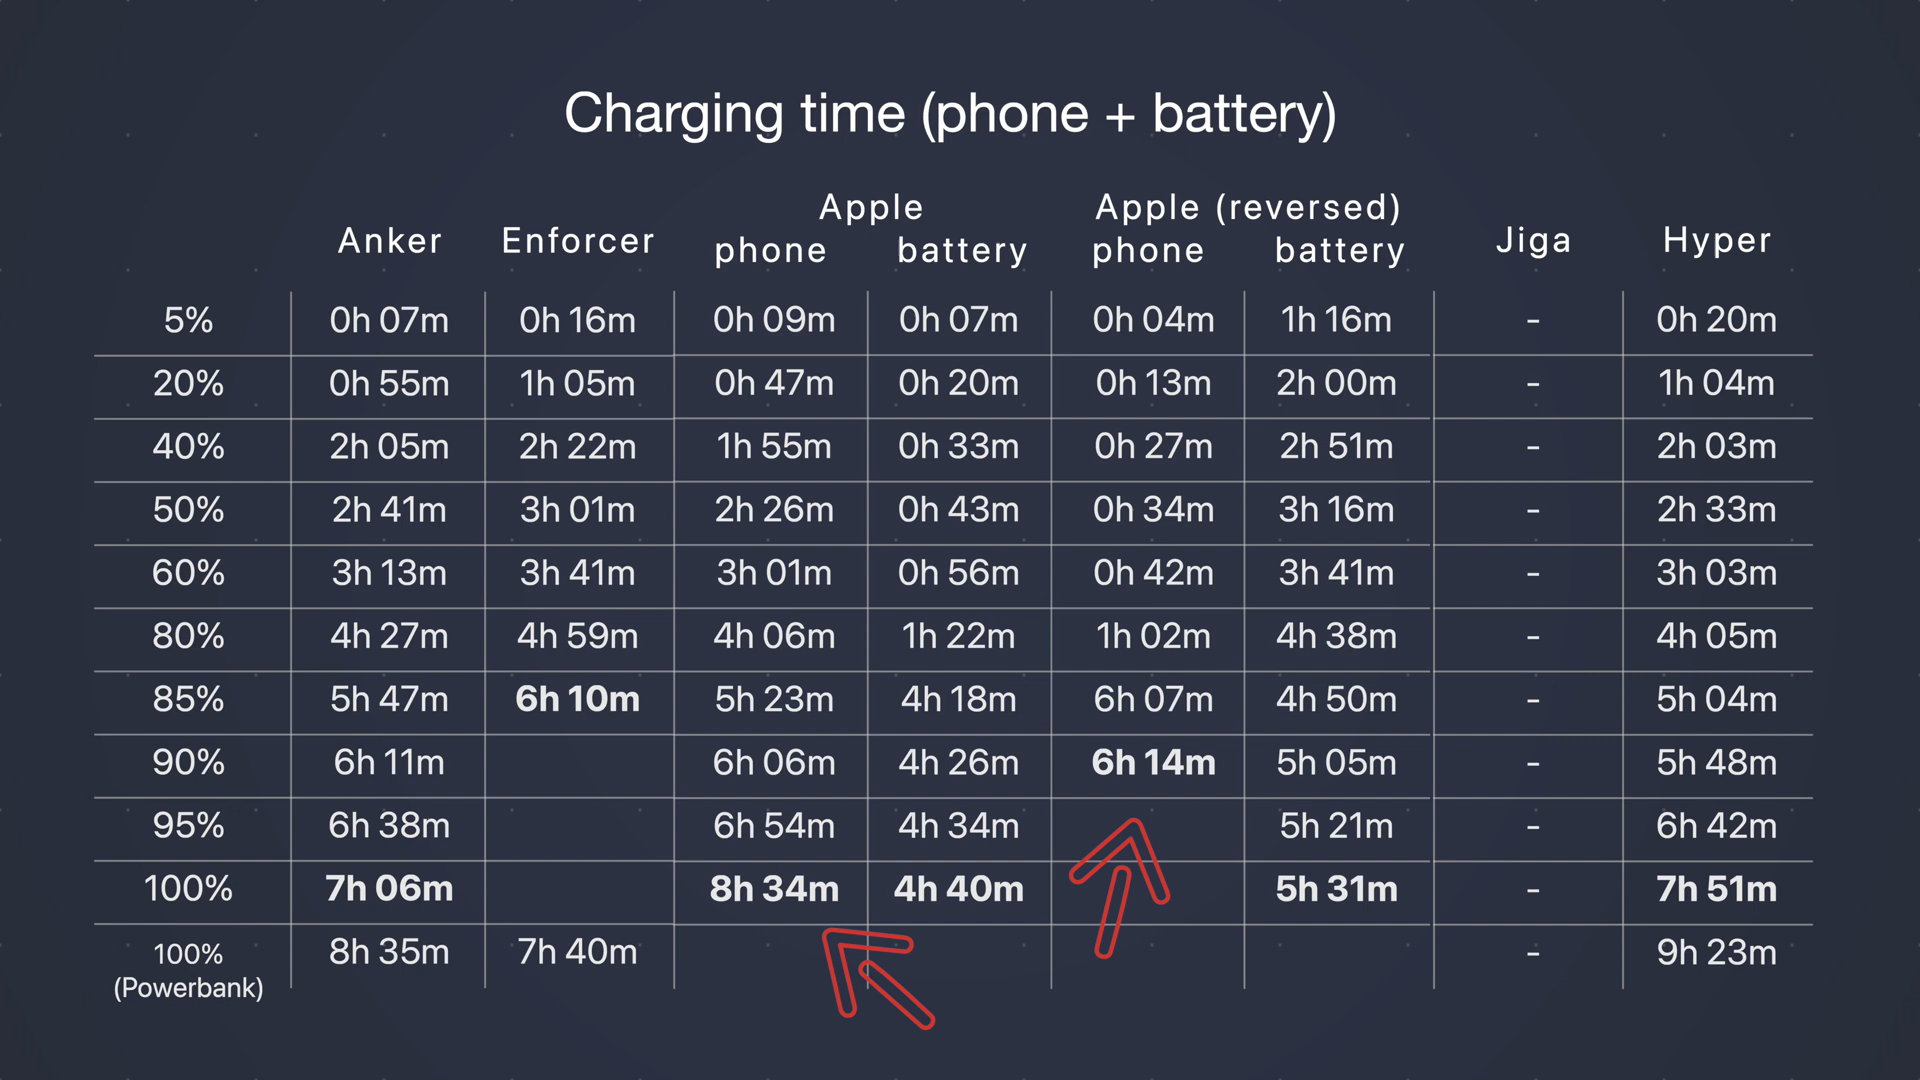 Charging time (phone + battery)
Apple Apple (reversed)
Anker Enforcer phone battery phone battery Jiga Hyper
5% 0h 07m 0h 16m 0h 09m 0h 07m 0h 04m 1h 16m - 0h 20m
20% 0h 55m 1h 05m 0h 47m 0h 20m 0h 13m 2h 00m - 1h 04m
40% 2h 05m 2h 22m 1h 55m 0h 33m 0h 27m 2h 51m - 2h 03m
50% 2h 41m 3h 01m 2h 26m 0h 43m 0h 34m 3h 16m - 2h 33m
60% 3h 13m 3h 41m 3h 01m 0h 56m 0h 42m 3h 41m - 3h 03m
80% 4h 27m 4h 59m 4h 06m 1h 22m 1h 02m 4h 38m - 4h 05m
85% 5h 47m 6h 10m 5h 23m 4h 18m 6h 07m 4h 50m - 5h 04m
90% 6h 11m 6h 06m 4h 26m 6h 14m 5h 05m - 5h 48m
95% 6h 38m 6h 54m 4h 34m 5h 21m - 6h 42m
100% 7h 06m 8h 34m 4h 40m 5h 31m - 7h 51m
100% 8h 35m 7h 40m - 9h 23m
(Powerbank)